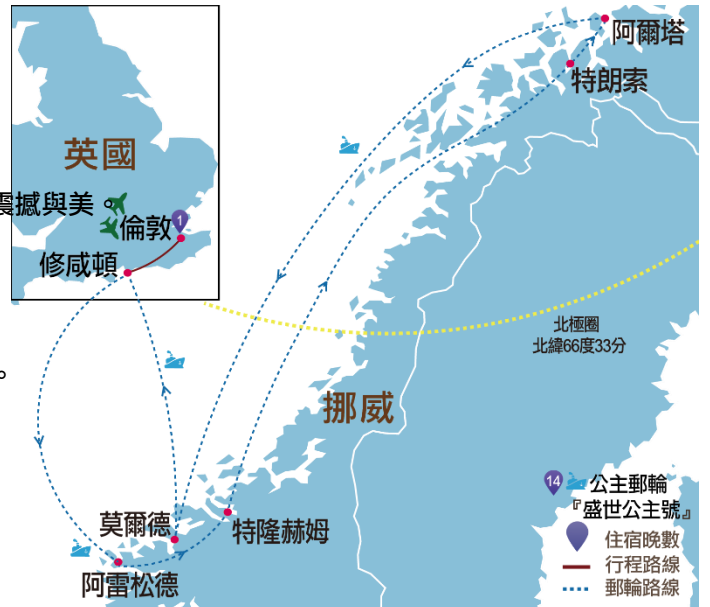 阿爾塔
特朗索
英國
震撼與美。
1
倫敦
修咸頓
北極圈
北緯66度33分
。
挪威
14 公主郵輪
『盛世公主號』
莫爾德
特隆赫姆
住宿晚數
行程路線
阿雷松德
郵輪路線